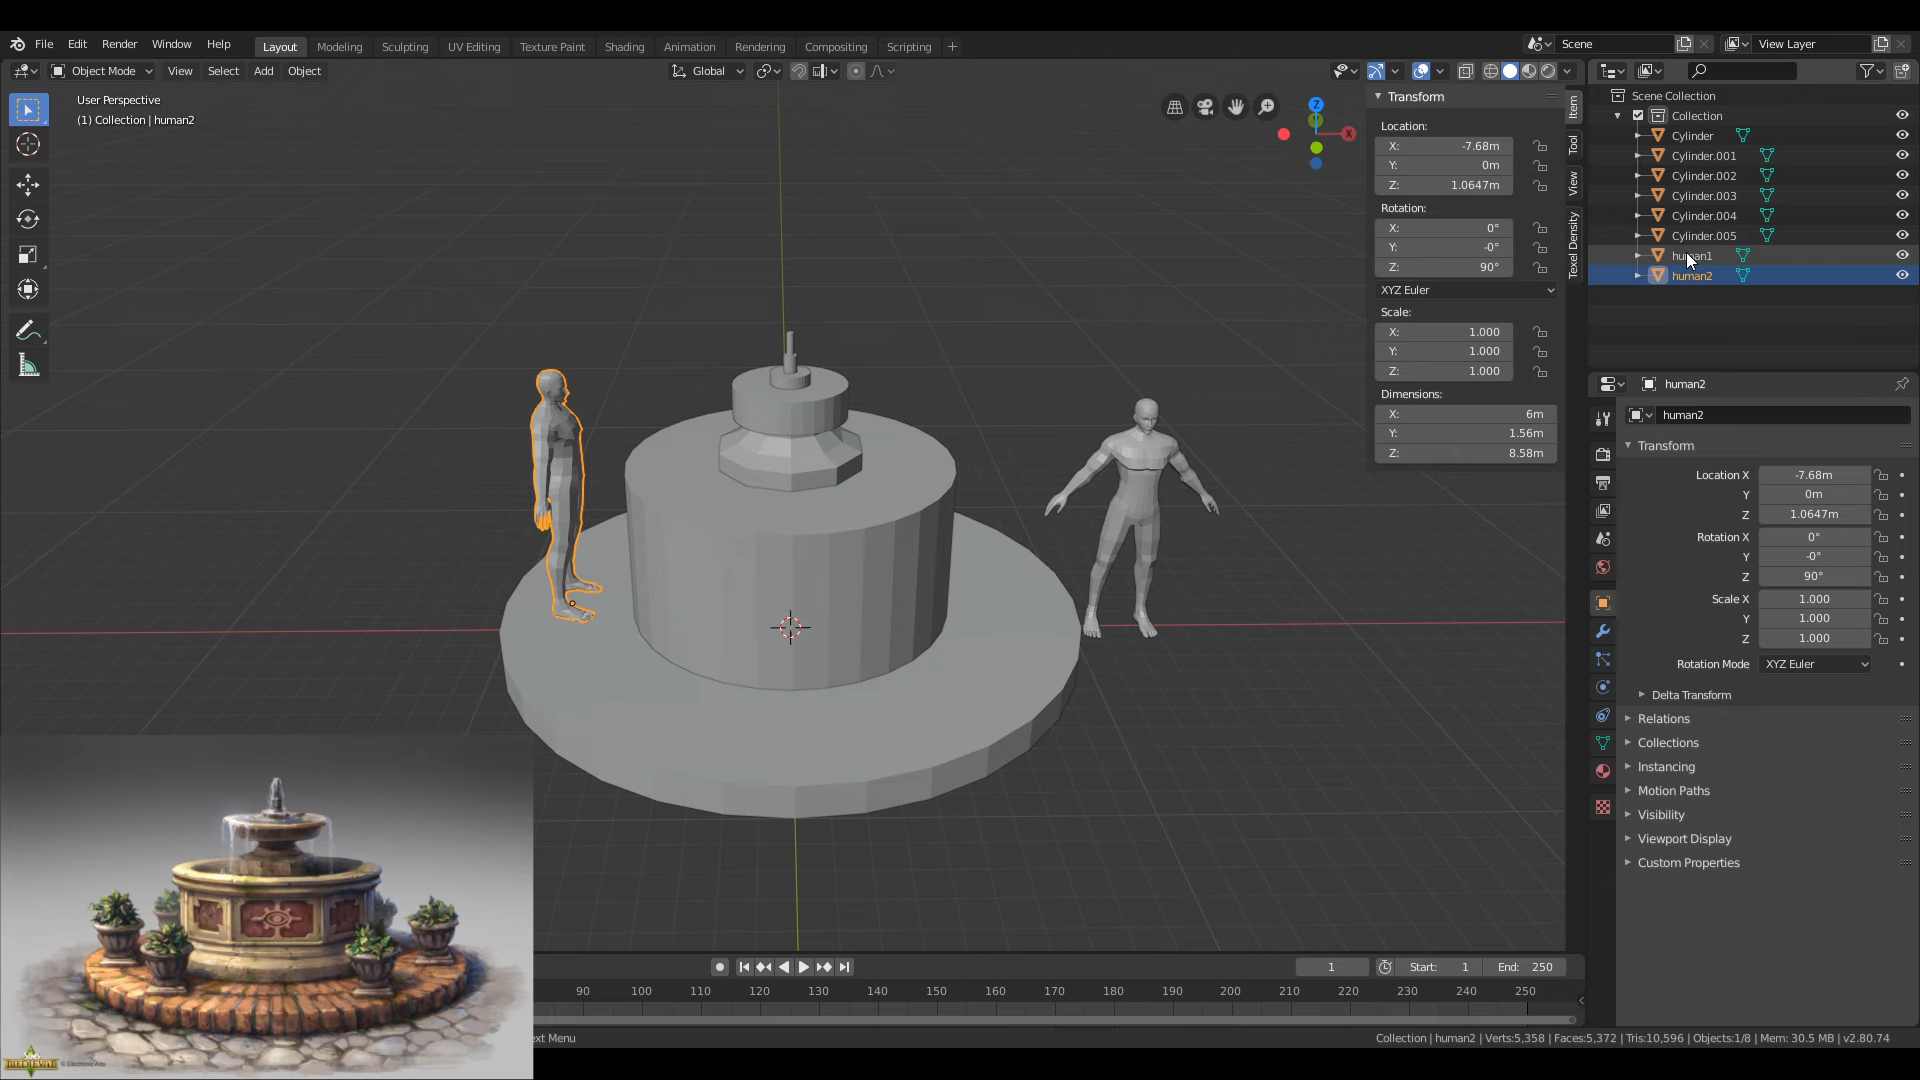 File Edit Render Window Help Layout Modeling Sculpting UV Editing Texture Paint Shading Animation Rendering Compositing Scripting + Scene View Layer
Object Mode View Select Add Object Global
User Perspective
(1) Collection | human2
Transform
Location:
X: -7.68m
Y: 0m
Z: 1.0647m
Rotation:
X: 0°
Y: -0°
Z: 90°
XYZ Euler
Scale:
X: 1.000
Y: 1.000
Z: 1.000
Dimensions:
X: 6m
Y: 1.56m
Z: 8.58m
Item
Tool
View
Texel Density
Z
Y
X
Scene Collection
Collection
Cylinder
Cylinder.001
Cylinder.002
Cylinder.003
Cylinder.004
Cylinder.005
human1
human2
human2
human2
Transform
Location X -7.68m
Y 0m
Z 1.0647m
Rotation X 0°
Y -0°
Z 90°
Scale X 1.000
Y 1.000
Z 1.000
Rotation Mode XYZ Euler
Delta Transform
Relations
Collections
Instancing
Motion Paths
Visibility
Viewport Display
Custom Properties
1 Start: 1 End: 250
90 100 110 120 130 140 150 160 170 180 190 200 210 220 230 240 250
ext Menu
Collection | human2 | Verts:5,358 | Faces:5,372 | Tris:10,596 | Objects:1/8 | Mem: 30.5 MB | v2.80.74
MEDIEVAL © Electronic Arts